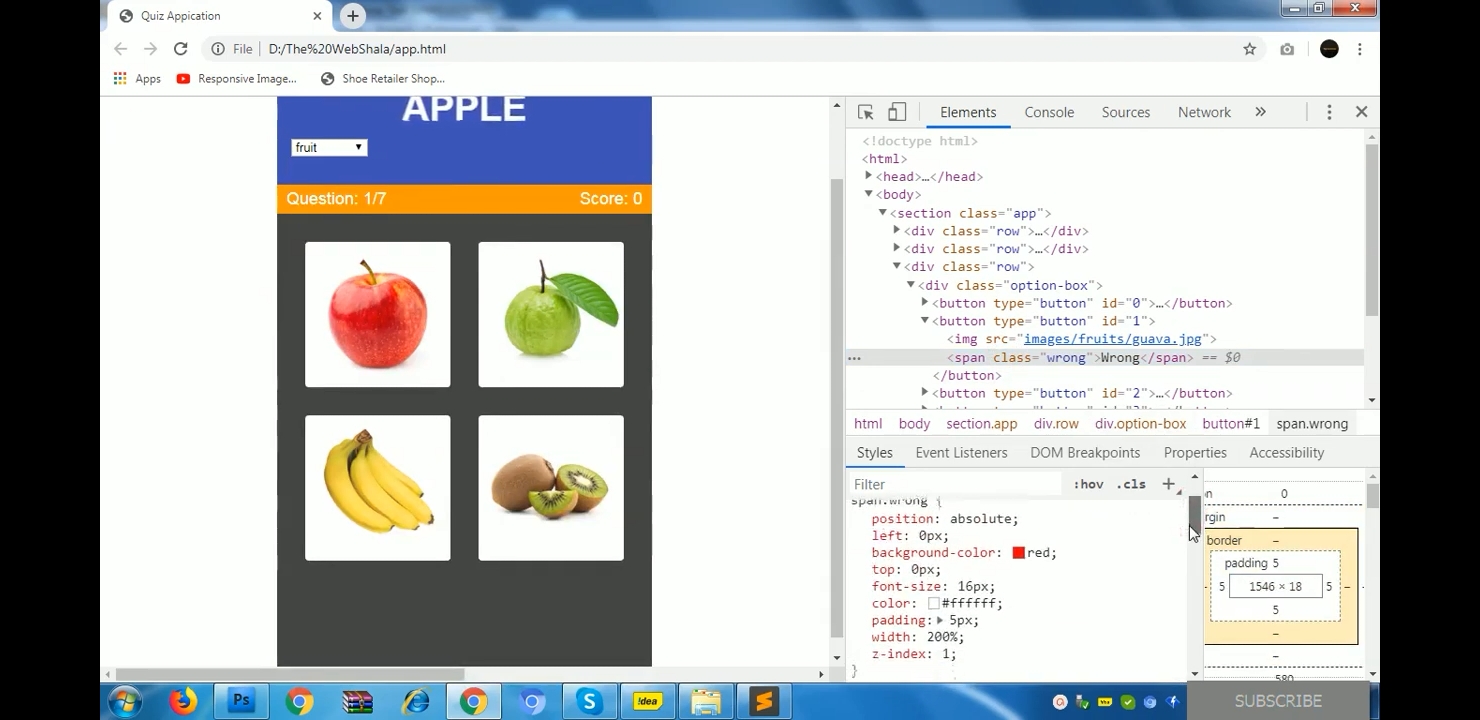 Quiz Appication
File D:/The%20WebShala/app.html
Apps Responsive Image... Shoe Retailer Shop...
APPLE
fruit
Question: 1/7 Score: 0
Elements Console Sources Network »
<!doctype html>
<html>
<head>…</head>
<body>
<section class="app">
<div class="row">…</div>
<div class="row">…</div>
<div class="row">
<div class="option-box">
<button type="button" id="0">…</button>
<button type="button" id="1">
<img src="images/fruits/guava.jpg">
<span class="wrong">Wrong</span> == $0
</button>
<button type="button" id="2">…</button>
html body section.app div.row div.option-box button#1 span.wrong
Styles Event Listeners DOM Breakpoints Properties Accessibility
Filter :hov .cls +
span.wrong {
position: absolute;
left: 0px;
background-color: red;
top: 0px;
font-size: 16px;
color: #ffffff;
padding: 5px;
width: 200%;
z-index: 1;
}
on 0
rgin –
border –
padding 5
5 1546 × 18 5 –
5
–
–
Ps !dea S
SUBSCRIBE